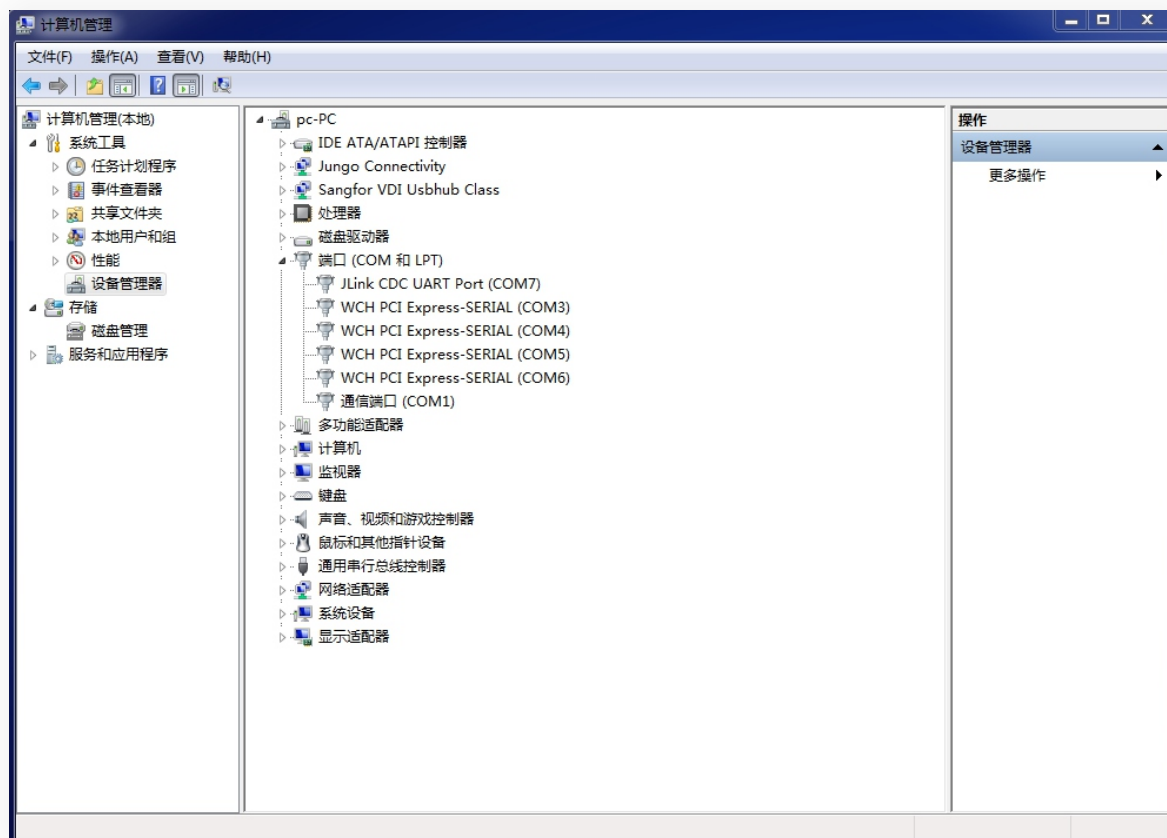 计算机管理
文件(F) 操作(A) 查看(V) 帮助(H)
计算机管理(本地)
系统工具
任务计划程序
事件查看器
共享文件夹
本地用户和组
性能
设备管理器
存储
磁盘管理
服务和应用程序
pc-PC
IDE ATA/ATAPI 控制器
Jungo Connectivity
Sangfor VDI Usbhub Class
处理器
磁盘驱动器
端口 (COM 和 LPT)
JLink CDC UART Port (COM7)
WCH PCI Express-SERIAL (COM3)
WCH PCI Express-SERIAL (COM4)
WCH PCI Express-SERIAL (COM5)
WCH PCI Express-SERIAL (COM6)
通信端口 (COM1)
多功能适配器
计算机
监视器
键盘
声音、视频和游戏控制器
鼠标和其他指针设备
通用串行总线控制器
网络适配器
系统设备
显示适配器
操作
设备管理器
更多操作